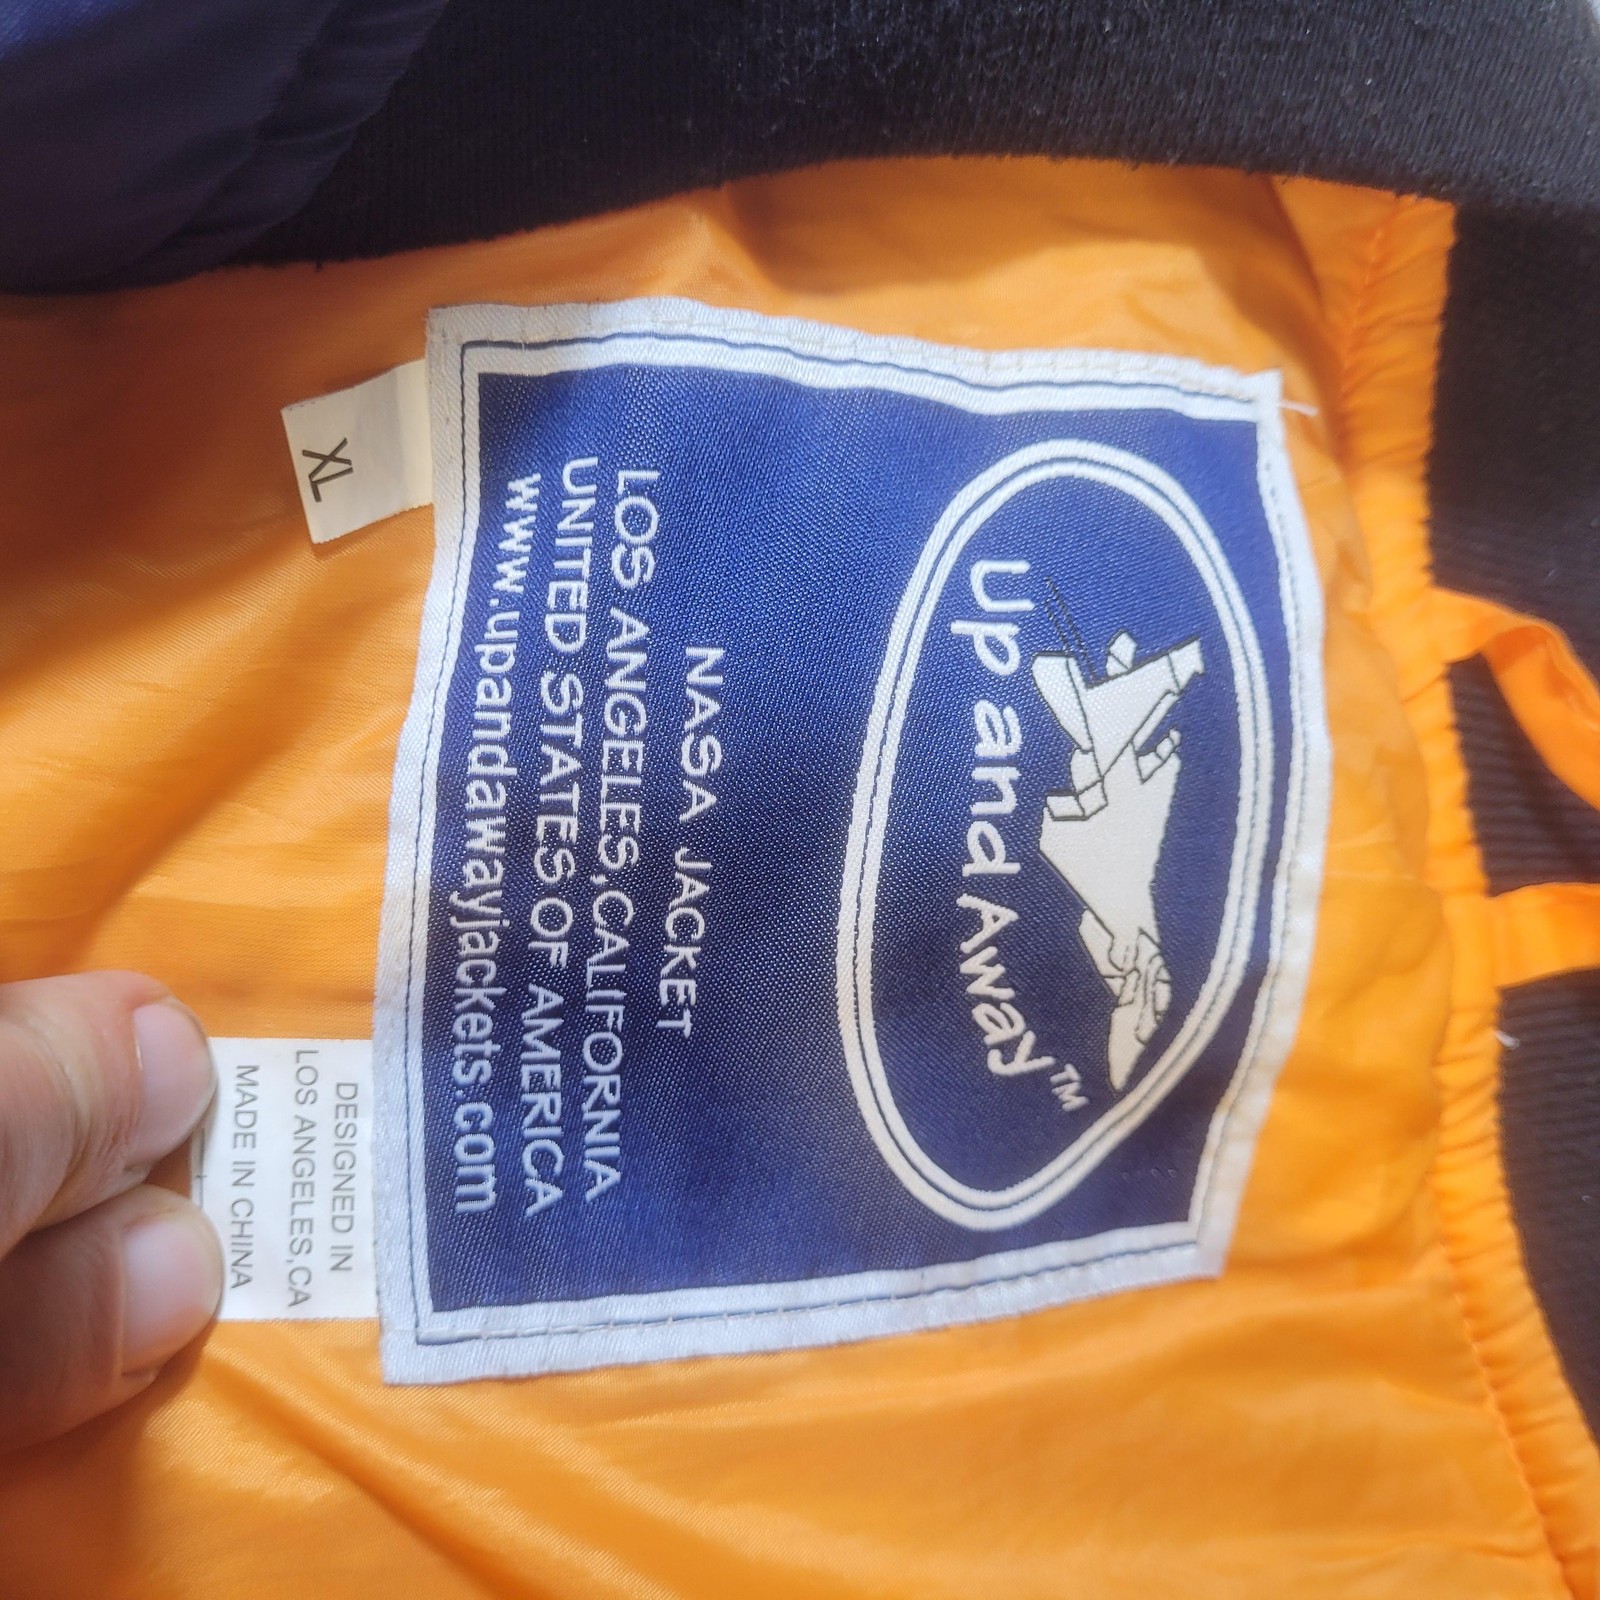 Up and Away™
NASA JACKET
LOS ANGELES,CALIFORNIA
UNITED STATES OF AMERICA
www.upandawayjackets.com
XL
DESIGNED IN
LOS ANGELES,CA
MADE IN CHINA